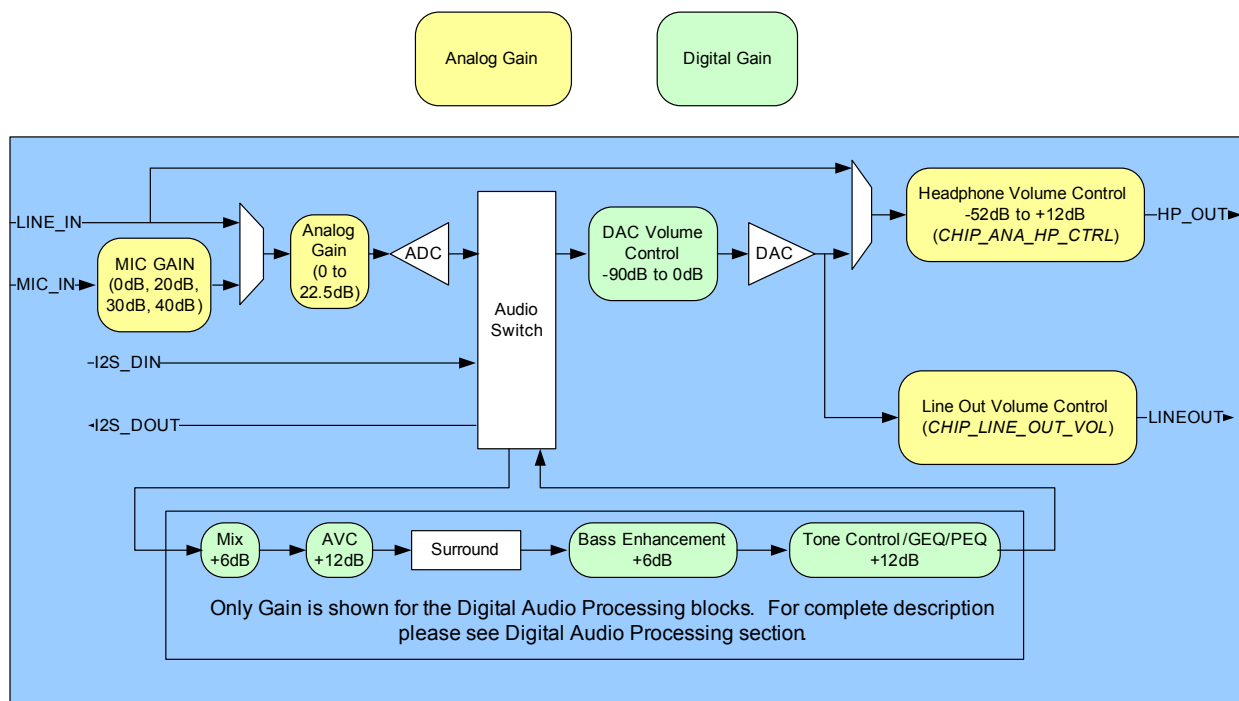 Analog Gain
Digital Gain
LINE_IN
MIC_IN
MIC GAIN
(0dB, 20dB,
30dB, 40dB)
Analog
Gain
(0 to
22.5dB)
ADC
I2S_DIN
I2S_DOUT
Audio
Switch
DAC Volume
Control
-90dB to 0dB
DAC
Headphone Volume Control
-52dB to +12dB
(CHIP_ANA_HP_CTRL)
HP_OUT
Line Out Volume Control
(CHIP_LINE_OUT_VOL)
LINEOUT
Mix
+6dB
AVC
+12dB
Surround
Bass Enhancement
+6dB
Tone Control/GEQ/PEQ
+12dB
Only Gain is shown for the Digital Audio Processing blocks. For complete description
please see Digital Audio Processing section.